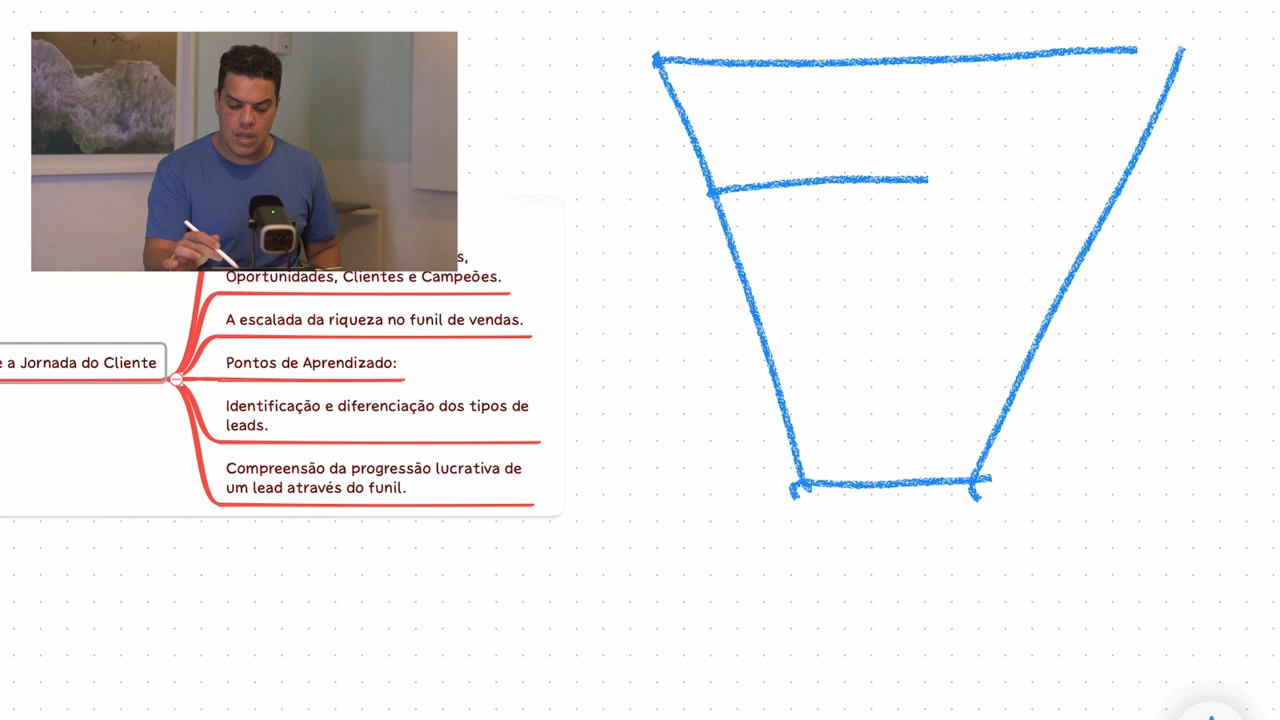 s,
Oportunidades, Clientes e Campeões.
A escalada da riqueza no funil de vendas.
e a Jornada do Cliente
Pontos de Aprendizado:
Identificação e diferenciação dos tipos de
leads.
Compreensão da progressão lucrativa de
um lead através do funil.